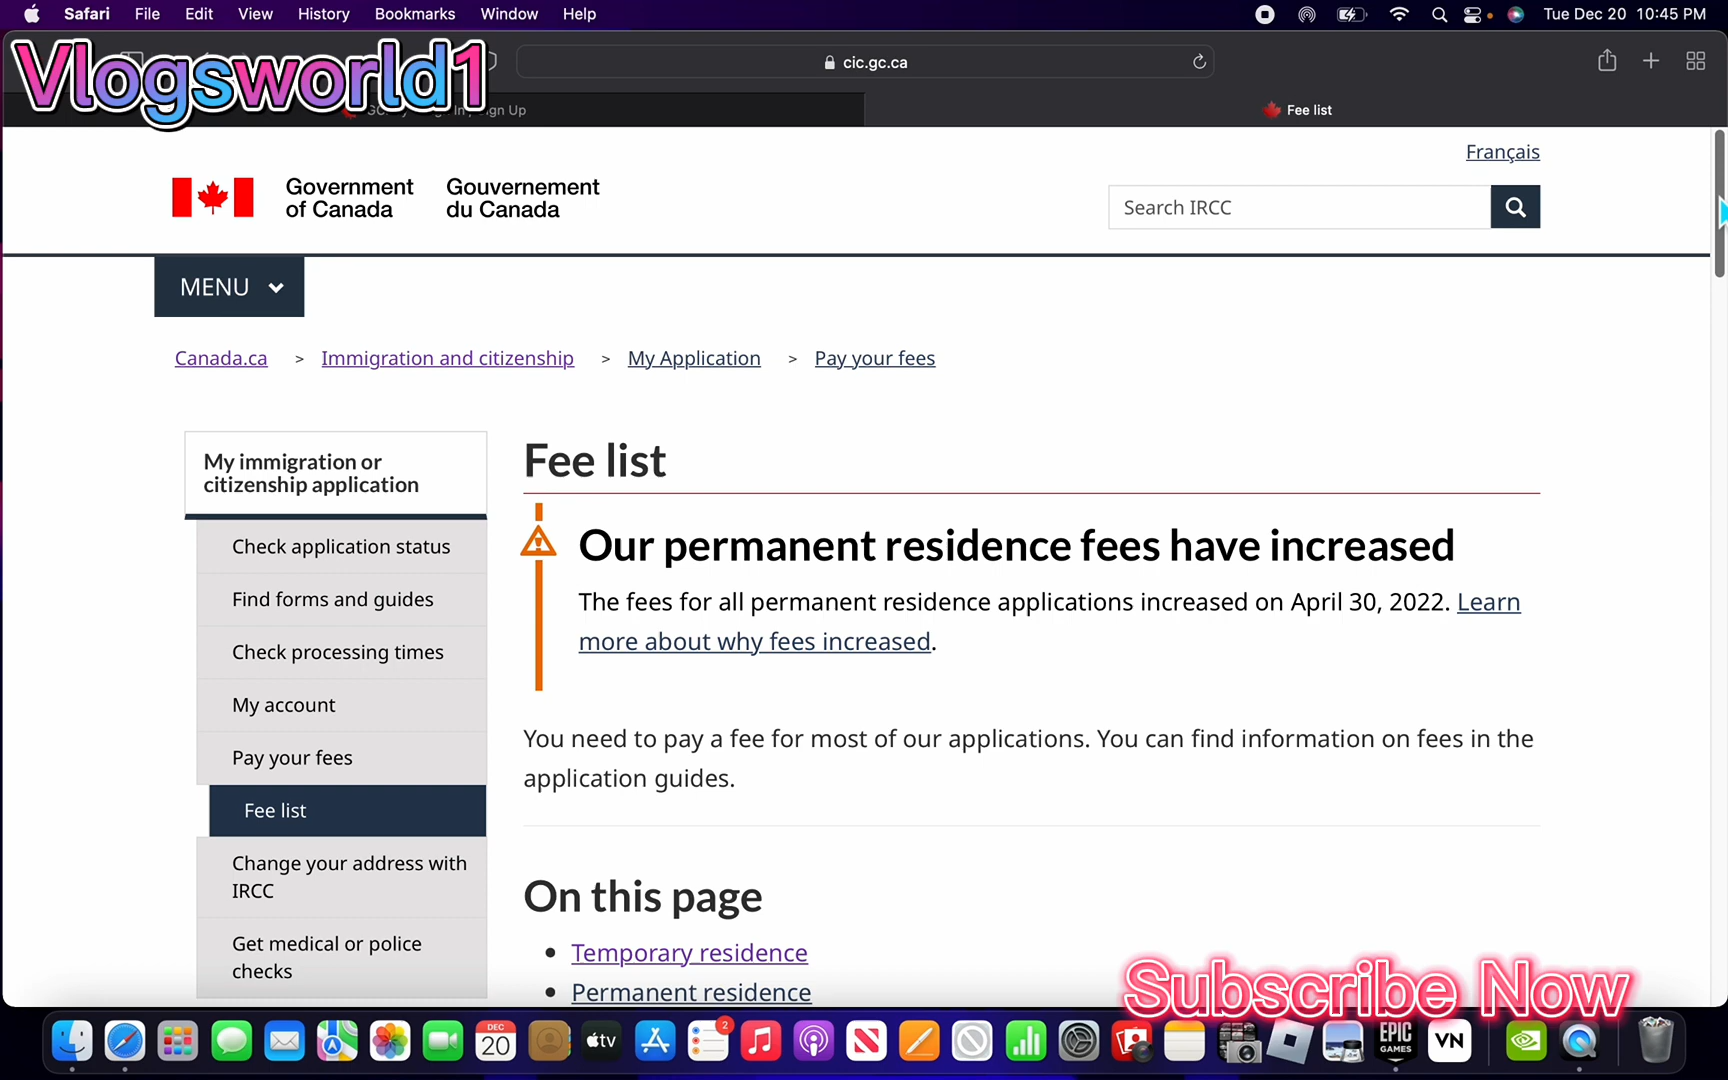 Safari File Edit View History Bookmarks Window Help Tue Dec 20 10:45 PM
Vlogsworld1
cic.gc.ca
Sign Up
Fee list
Français
Government of Canada
Gouvernement du Canada
Search IRCC
MENU
Canada.ca > Immigration and citizenship > My Application > Pay your fees
My immigration or
citizenship application
Check application status
Find forms and guides
Check processing times
My account
Pay your fees
Fee list
Change your address with
IRCC
Get medical or police
checks
Fee list
Our permanent residence fees have increased
The fees for all permanent residence applications increased on April 30, 2022. Learn
more about why fees increased.
You need to pay a fee for most of our applications. You can find information on fees in the
application guides.
On this page
Temporary residence
Permanent residence
Subscribe Now
DEC
20
tv
2
EPIC
GAMES
VN